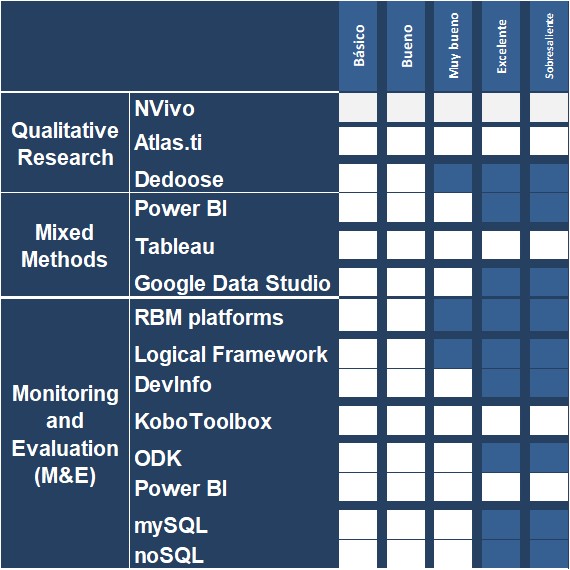 Básico
Bueno
Muy bueno
Excelente
Sobresaliente
Qualitative
Research
NVivo
Atlas.ti
Dedoose
Mixed
Methods
Power BI
Tableau
Google Data Studio
Monitoring
and
Evaluation
(M&E)
RBM platforms
Logical Framework
DevInfo
KoboToolbox
ODK
Power BI
mySQL
noSQL